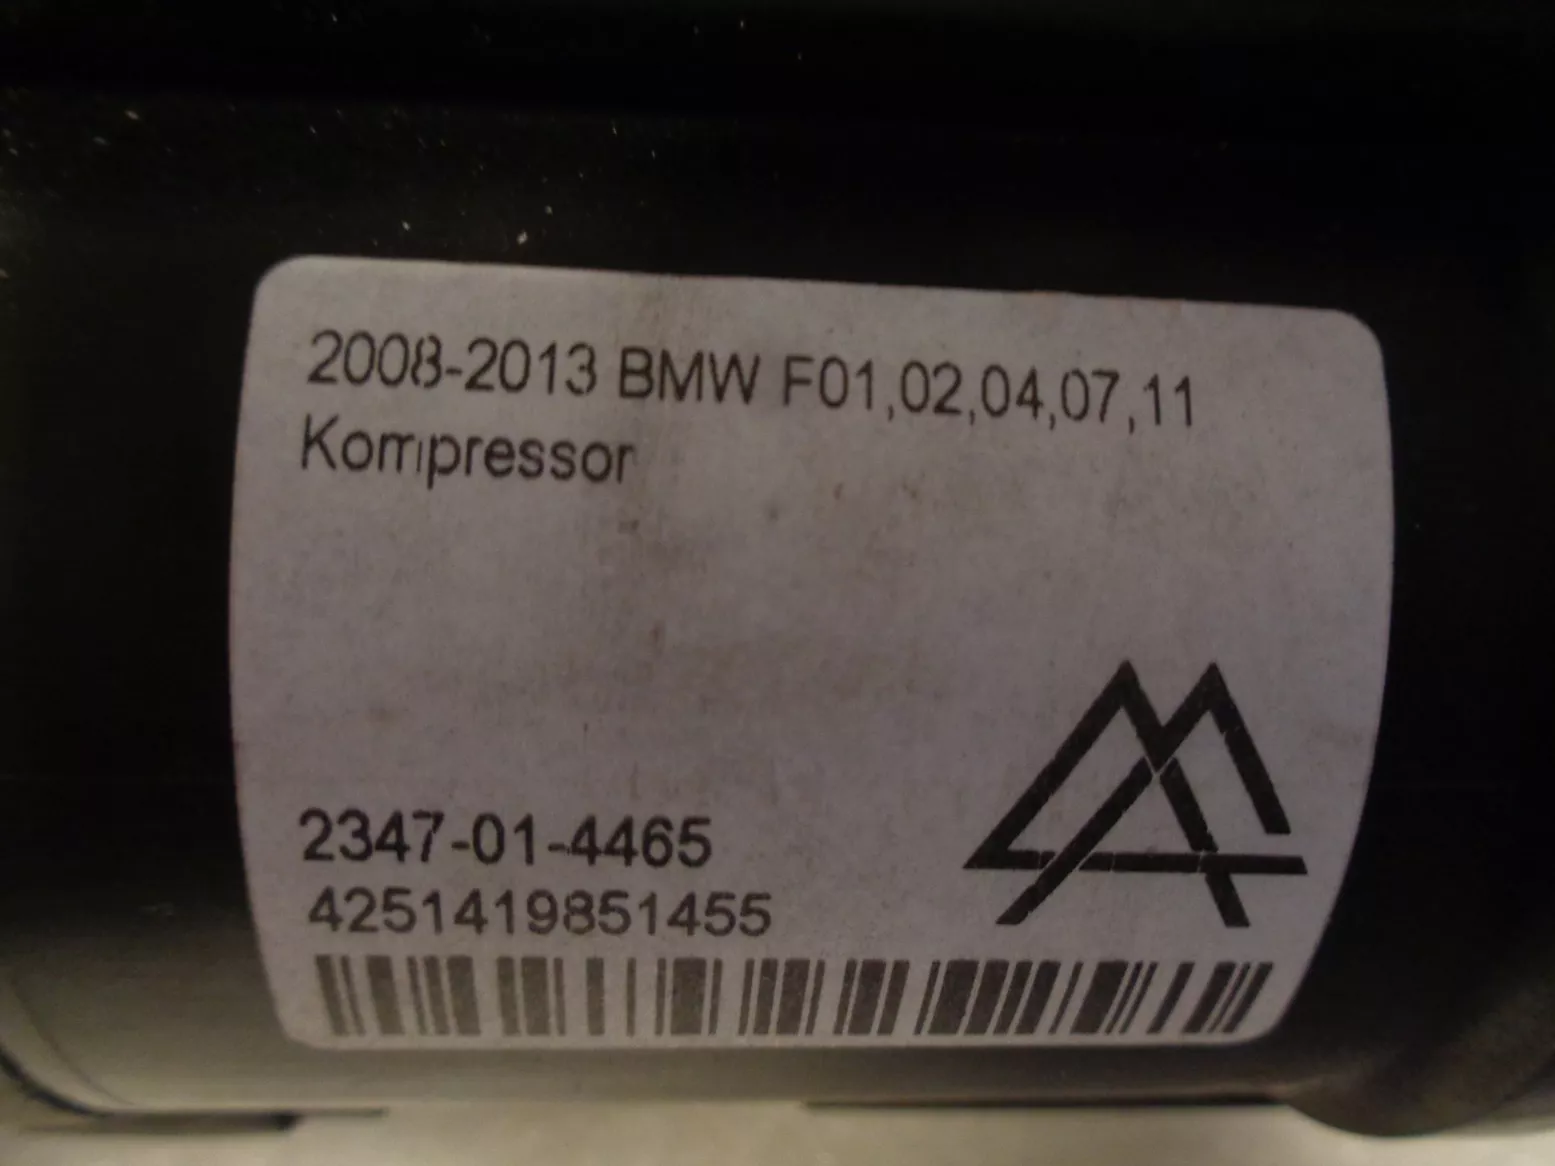 2008-2013 BMW F01,02,04,07,11
Kompressor
2347-01-4465
4251419851455